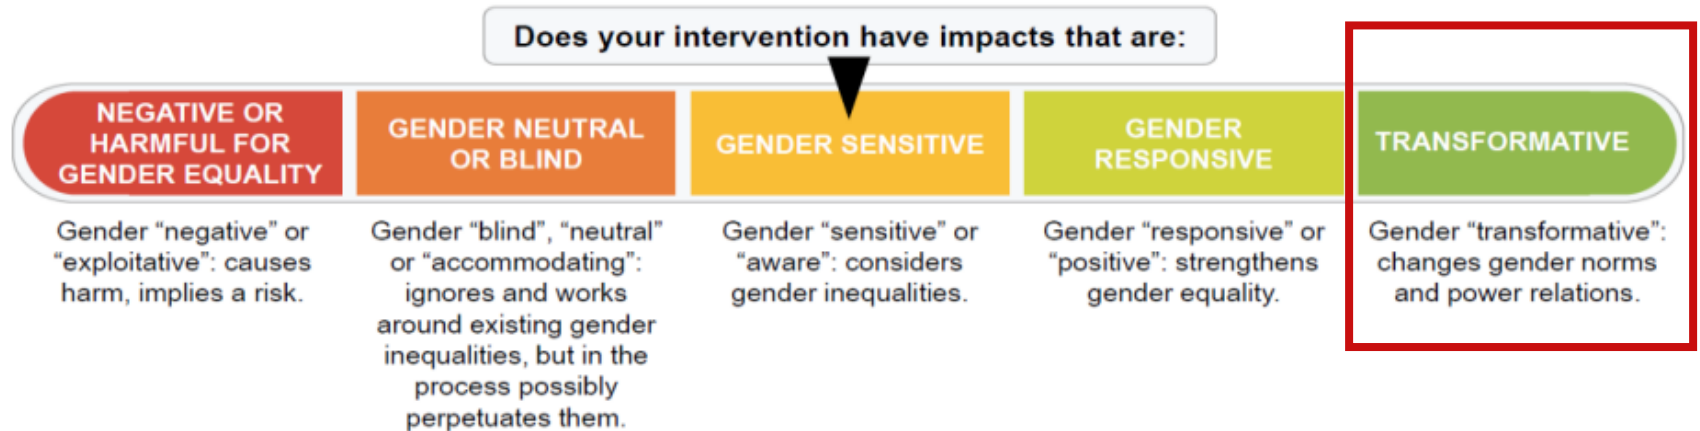 Does your intervention have impacts that are:
NEGATIVE OR
HARMFUL FOR
GENDER EQUALITY
Gender “negative” or
“exploitative”: causes
harm, implies a risk.
GENDER NEUTRAL
OR BLIND
Gender “blind”, “neutral”
or “accommodating”:
ignores and works
around existing gender
inequalities, but in the
process possibly
perpetuates them.
GENDER SENSITIVE
Gender “sensitive” or
“aware”: considers
gender inequalities.
GENDER
RESPONSIVE
Gender “responsive” or
“positive”: strengthens
gender equality.
TRANSFORMATIVE
Gender “transformative”:
changes gender norms
and power relations.